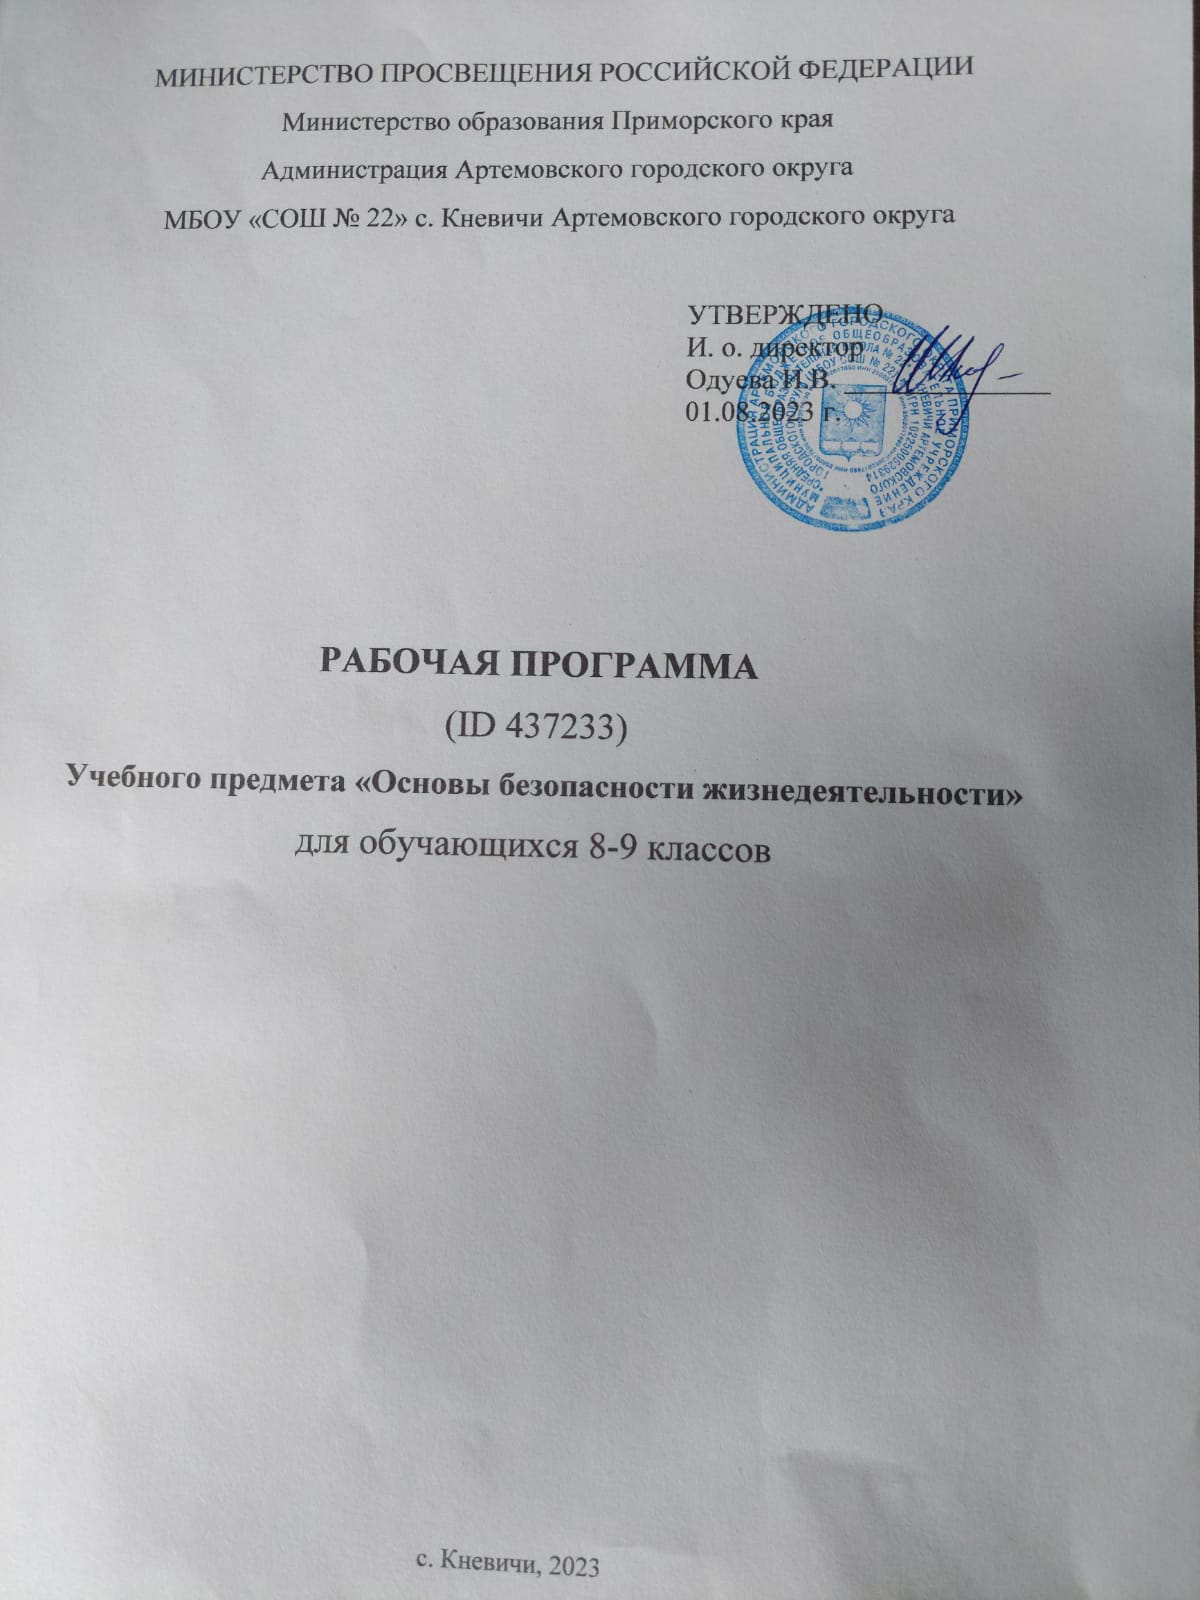 МИНИСТЕРСТВО ПРОСВЕЩЕНИЯ РОССИЙСКОЙ ФЕДЕРАЦИИ
Министерство образования Приморского края
Администрация Артемовского городского округа
МБОУ «СОШ № 22» с. Кневичи Артемовского городского округа
УТВЕРЖДЕНО
И. о. директор
Одуева И.В.
01.08.2023 г.
РАБОЧАЯ ПРОГРАММА
(ID 437233)
Учебного предмета «Основы безопасности жизнедеятельности»
для обучающихся 8-9 классов
с. Кневичи, 2023